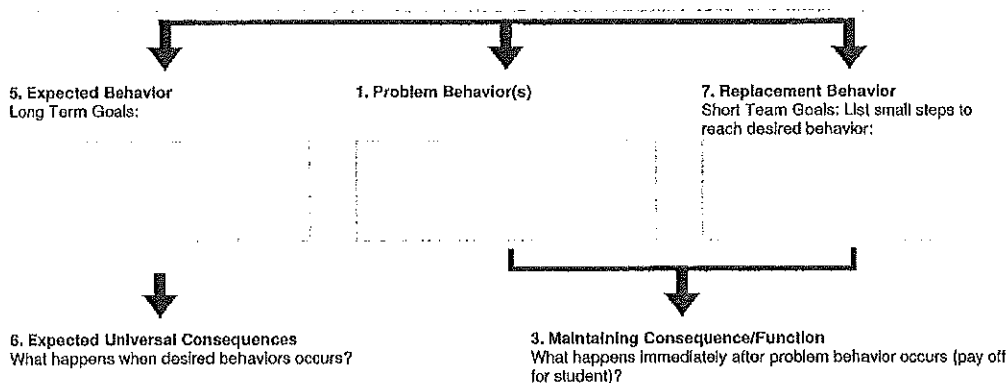 5. Expected Behavior
Long Term Goals:
1. Problem Behavior(s)
7. Replacement Behavior
Short Team Goals: List small steps to
reach desired behavior:
6. Expected Universal Consequences
What happens when desired behaviors occurs?
3. Maintaining Consequence/Function
What happens immediately after problem behavior occurs (pay off
for student)?